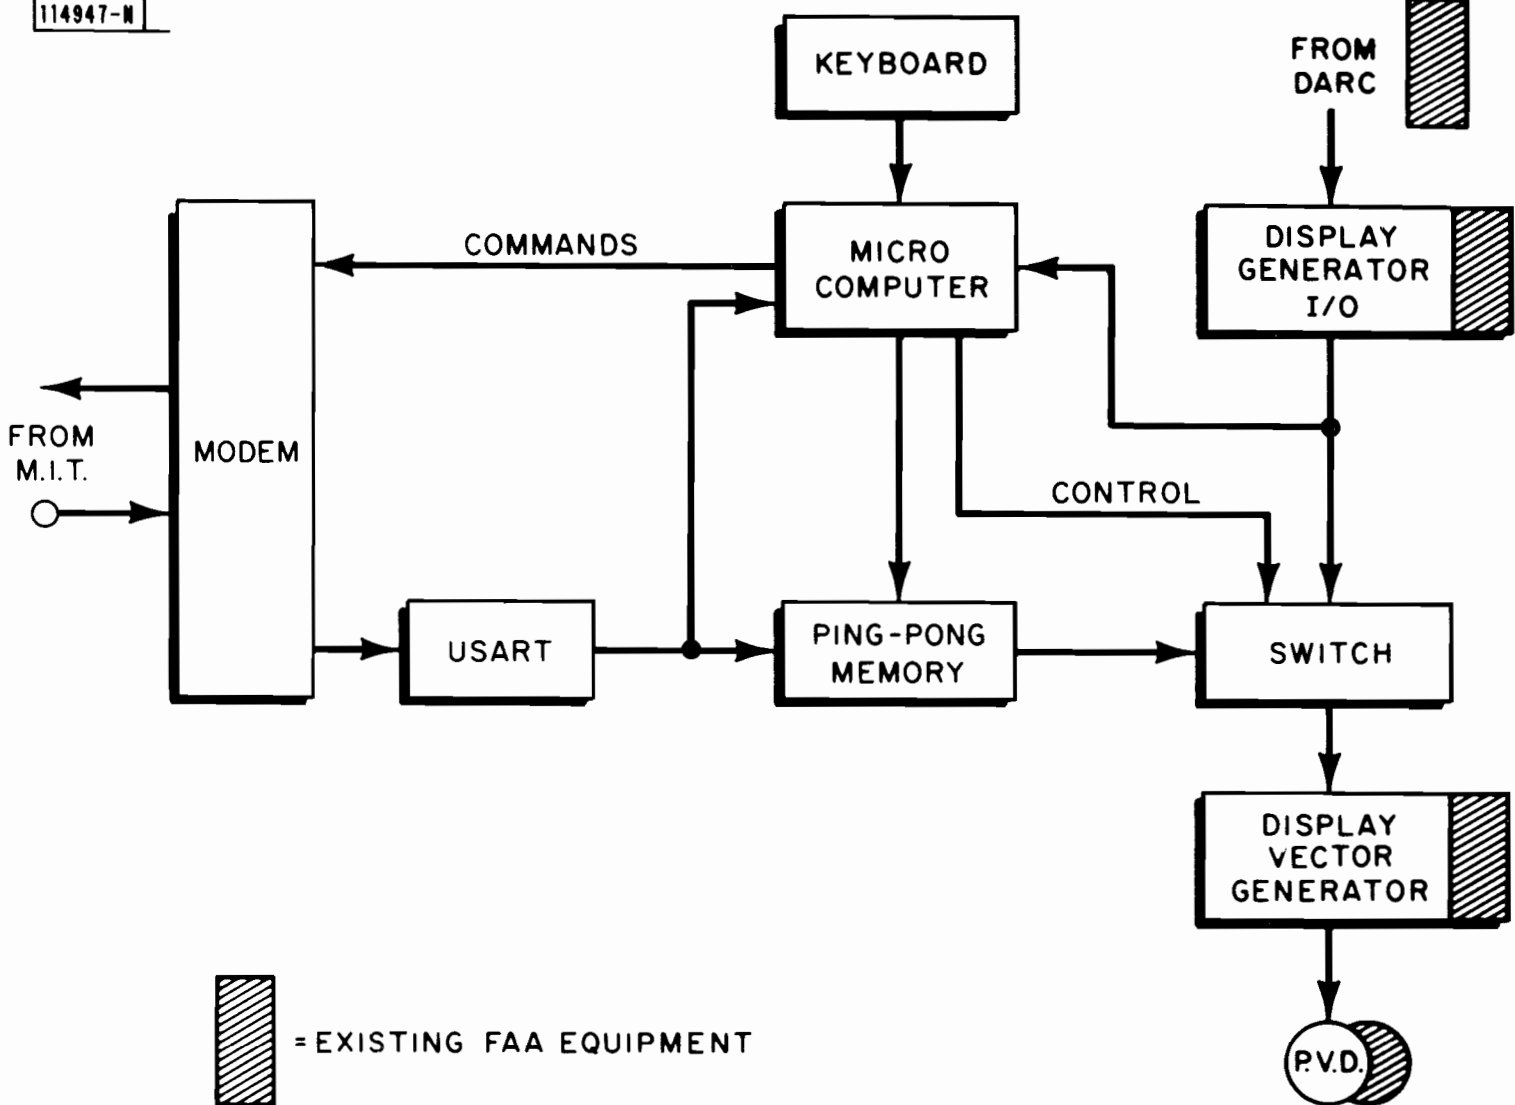 114947-N
KEYBOARD
FROM
DARC
COMMANDS
MICRO
COMPUTER
DISPLAY
GENERATOR
I/O
FROM
M.I.T.
MODEM
CONTROL
USART
PING-PONG
MEMORY
SWITCH
DISPLAY
VECTOR
GENERATOR
= EXISTING FAA EQUIPMENT
P.V.D.